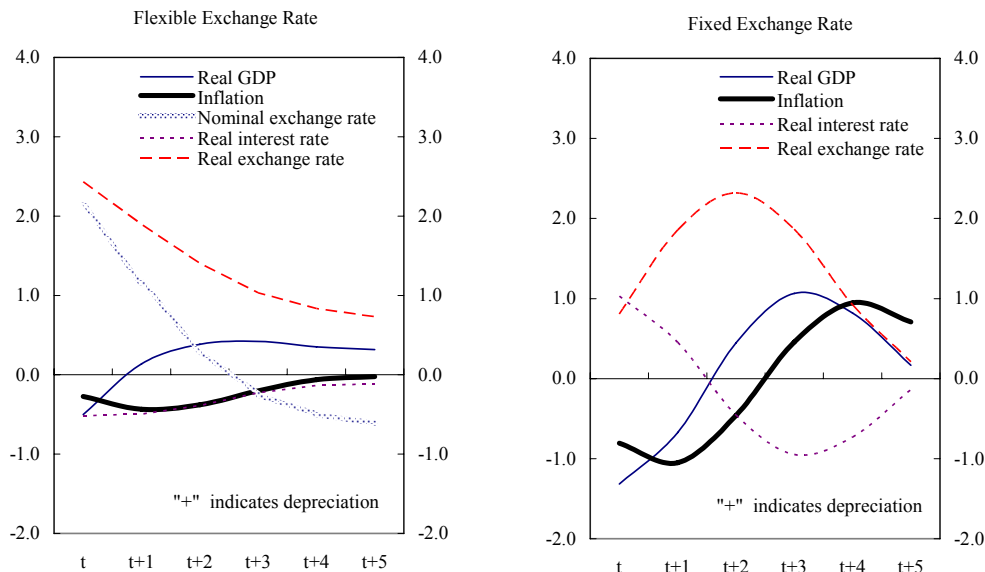 Flexible Exchange Rate
4.0
4.0
Real GDP
Inflation
Nominal exchange rate
Real interest rate
Real exchange rate
3.0
3.0
2.0
2.0
1.0
1.0
0.0
0.0
-1.0
-1.0
"+" indicates depreciation
-2.0
-2.0
t t+1 t+2 t+3 t+4 t+5
Fixed Exchange Rate
4.0
4.0
Real GDP
Inflation
Real interest rate
Real exchange rate
3.0
3.0
2.0
2.0
1.0
1.0
0.0
0.0
-1.0
-1.0
"+" indicates depreciation
-2.0
-2.0
t t+1 t+2 t+3 t+4 t+5